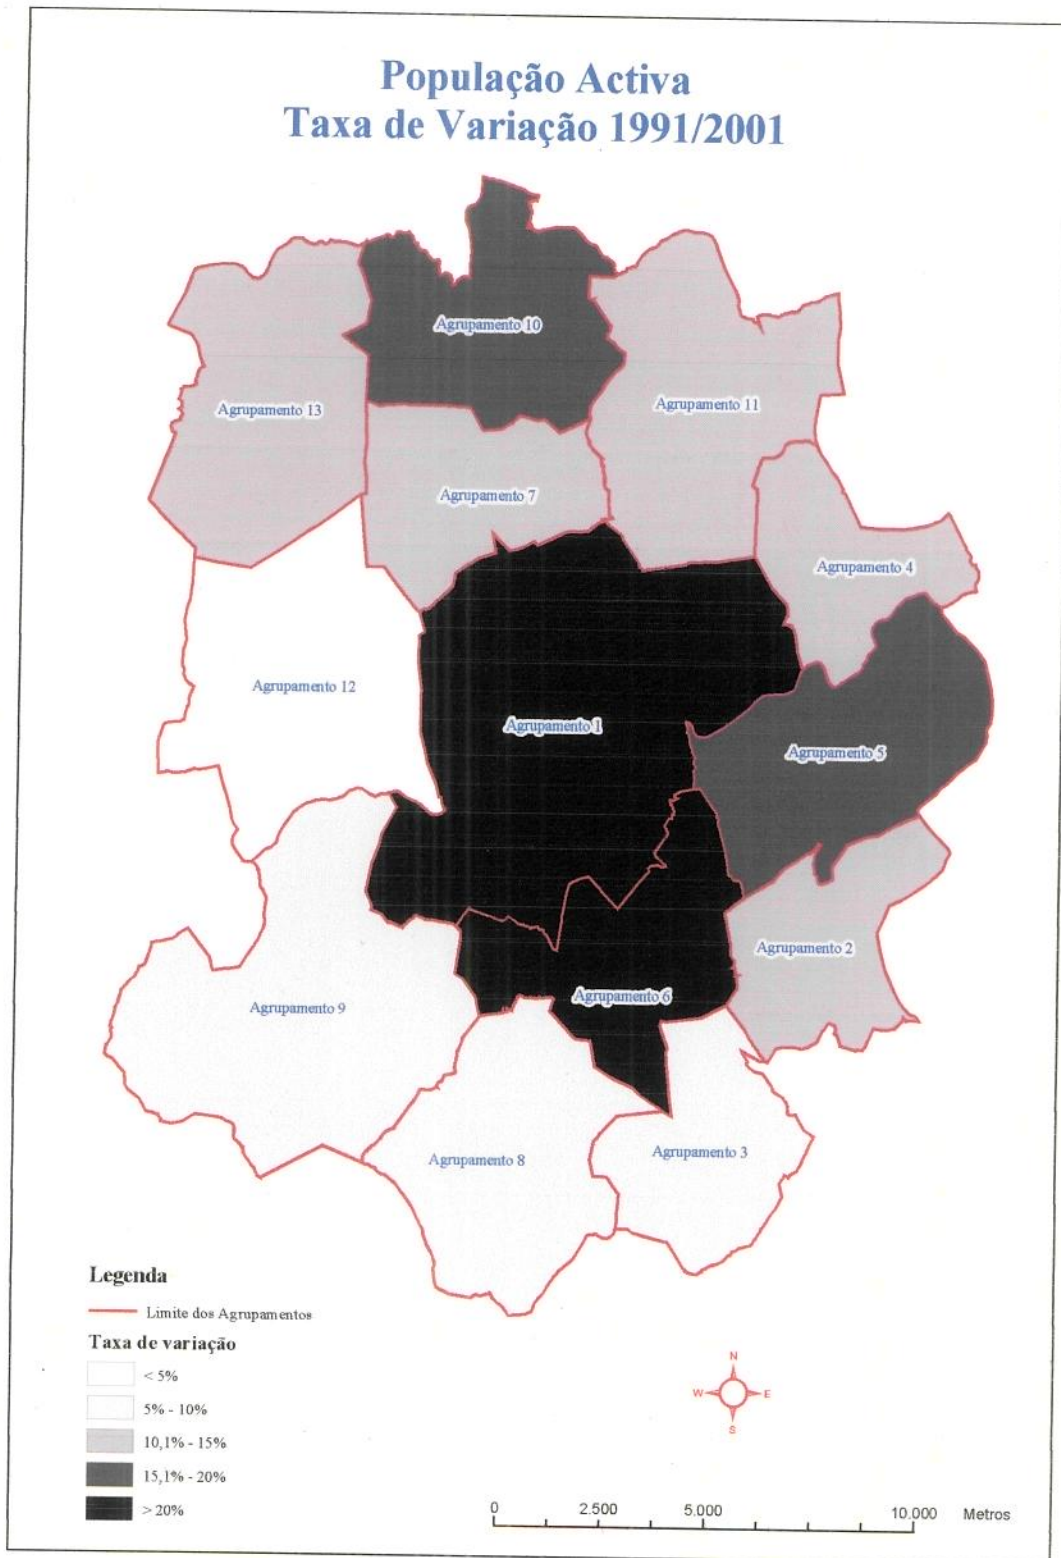 População Activa
Taxa de Variação 1991/2001
Agrupamento 10
Agrupamento 13
Agrupamento 11
Agrupamento 7
Agrupamento 4
Agrupamento 12
Agrupamento 1
Agrupamento 5
Agrupamento 2
Agrupamento 6
Agrupamento 9
Agrupamento 8
Agrupamento 3
Legenda
Limite dos Agrupamentos
Taxa de variação
< 5%
5% - 10%
10,1% - 15%
15,1% - 20%
> 20%
N
W E
S
0 2.500 5.000 10.000 Metros